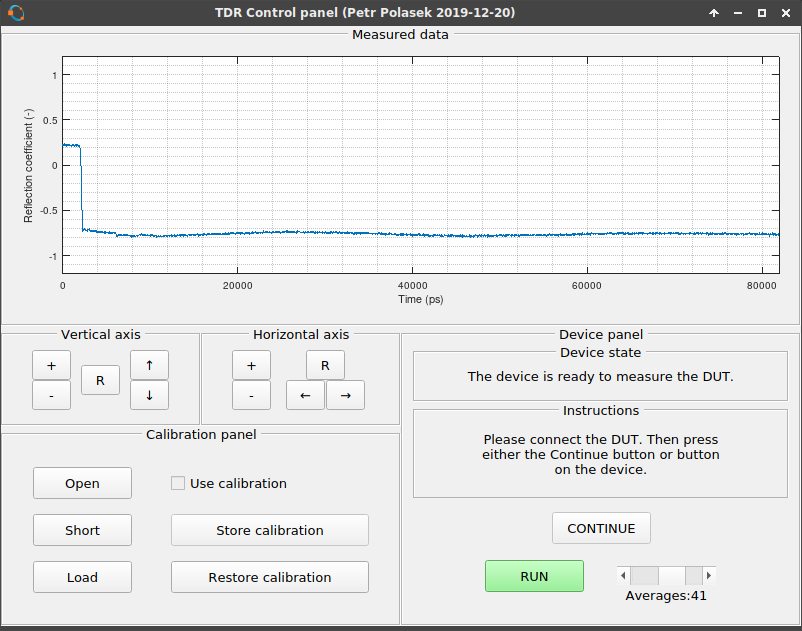 TDR Control panel (Petr Polasek 2019-12-20)
Measured data
Reflection coefficient (-)
1
0.5
0
-0.5
-1
0 20000 40000 60000 80000
Time (ps)
Vertical axis
+
-
R
↑
↓
Horizontal axis
+
-
R
← →
Calibration panel
Open
Use calibration
Short
Store calibration
Load
Restore calibration
Device panel
Device state
The device is ready to measure the DUT.
Instructions
Please connect the DUT. Then press
either the Continue button or button
on the device.
CONTINUE
RUN
Averages:41